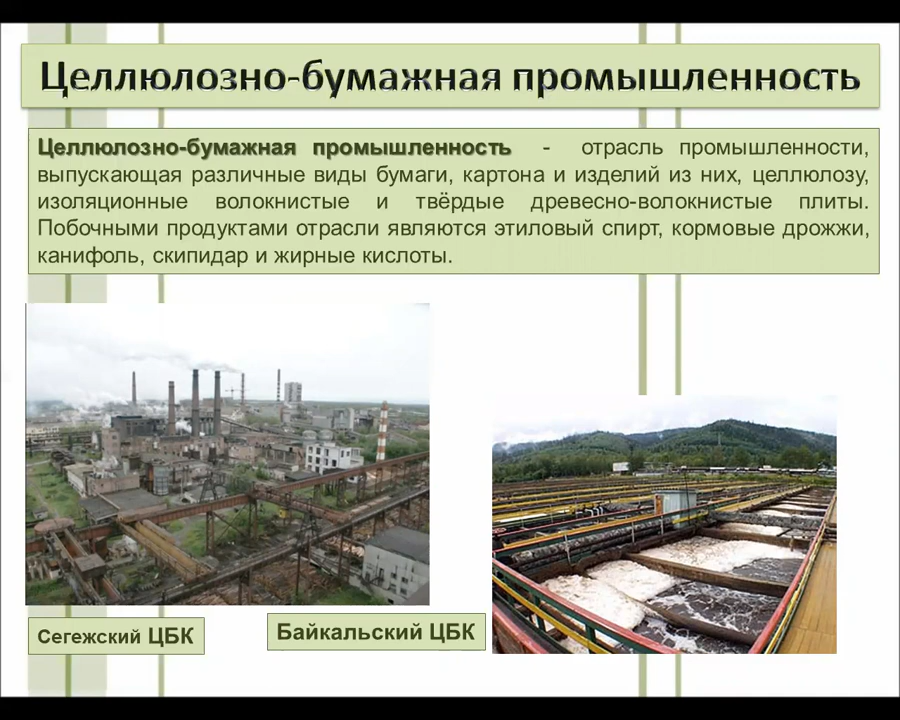 Целлюлозно-бумажная промышленность
Целлюлозно-бумажная промышленность - отрасль промышленности,
выпускающая различные виды бумаги, картона и изделий из них, целлюлозу,
изоляционные волокнистые и твёрдые древесно-волокнистые плиты.
Побочными продуктами отрасли являются этиловый спирт, кормовые дрожжи,
канифоль, скипидар и жирные кислоты.
Сегежский ЦБК
Байкальский ЦБК